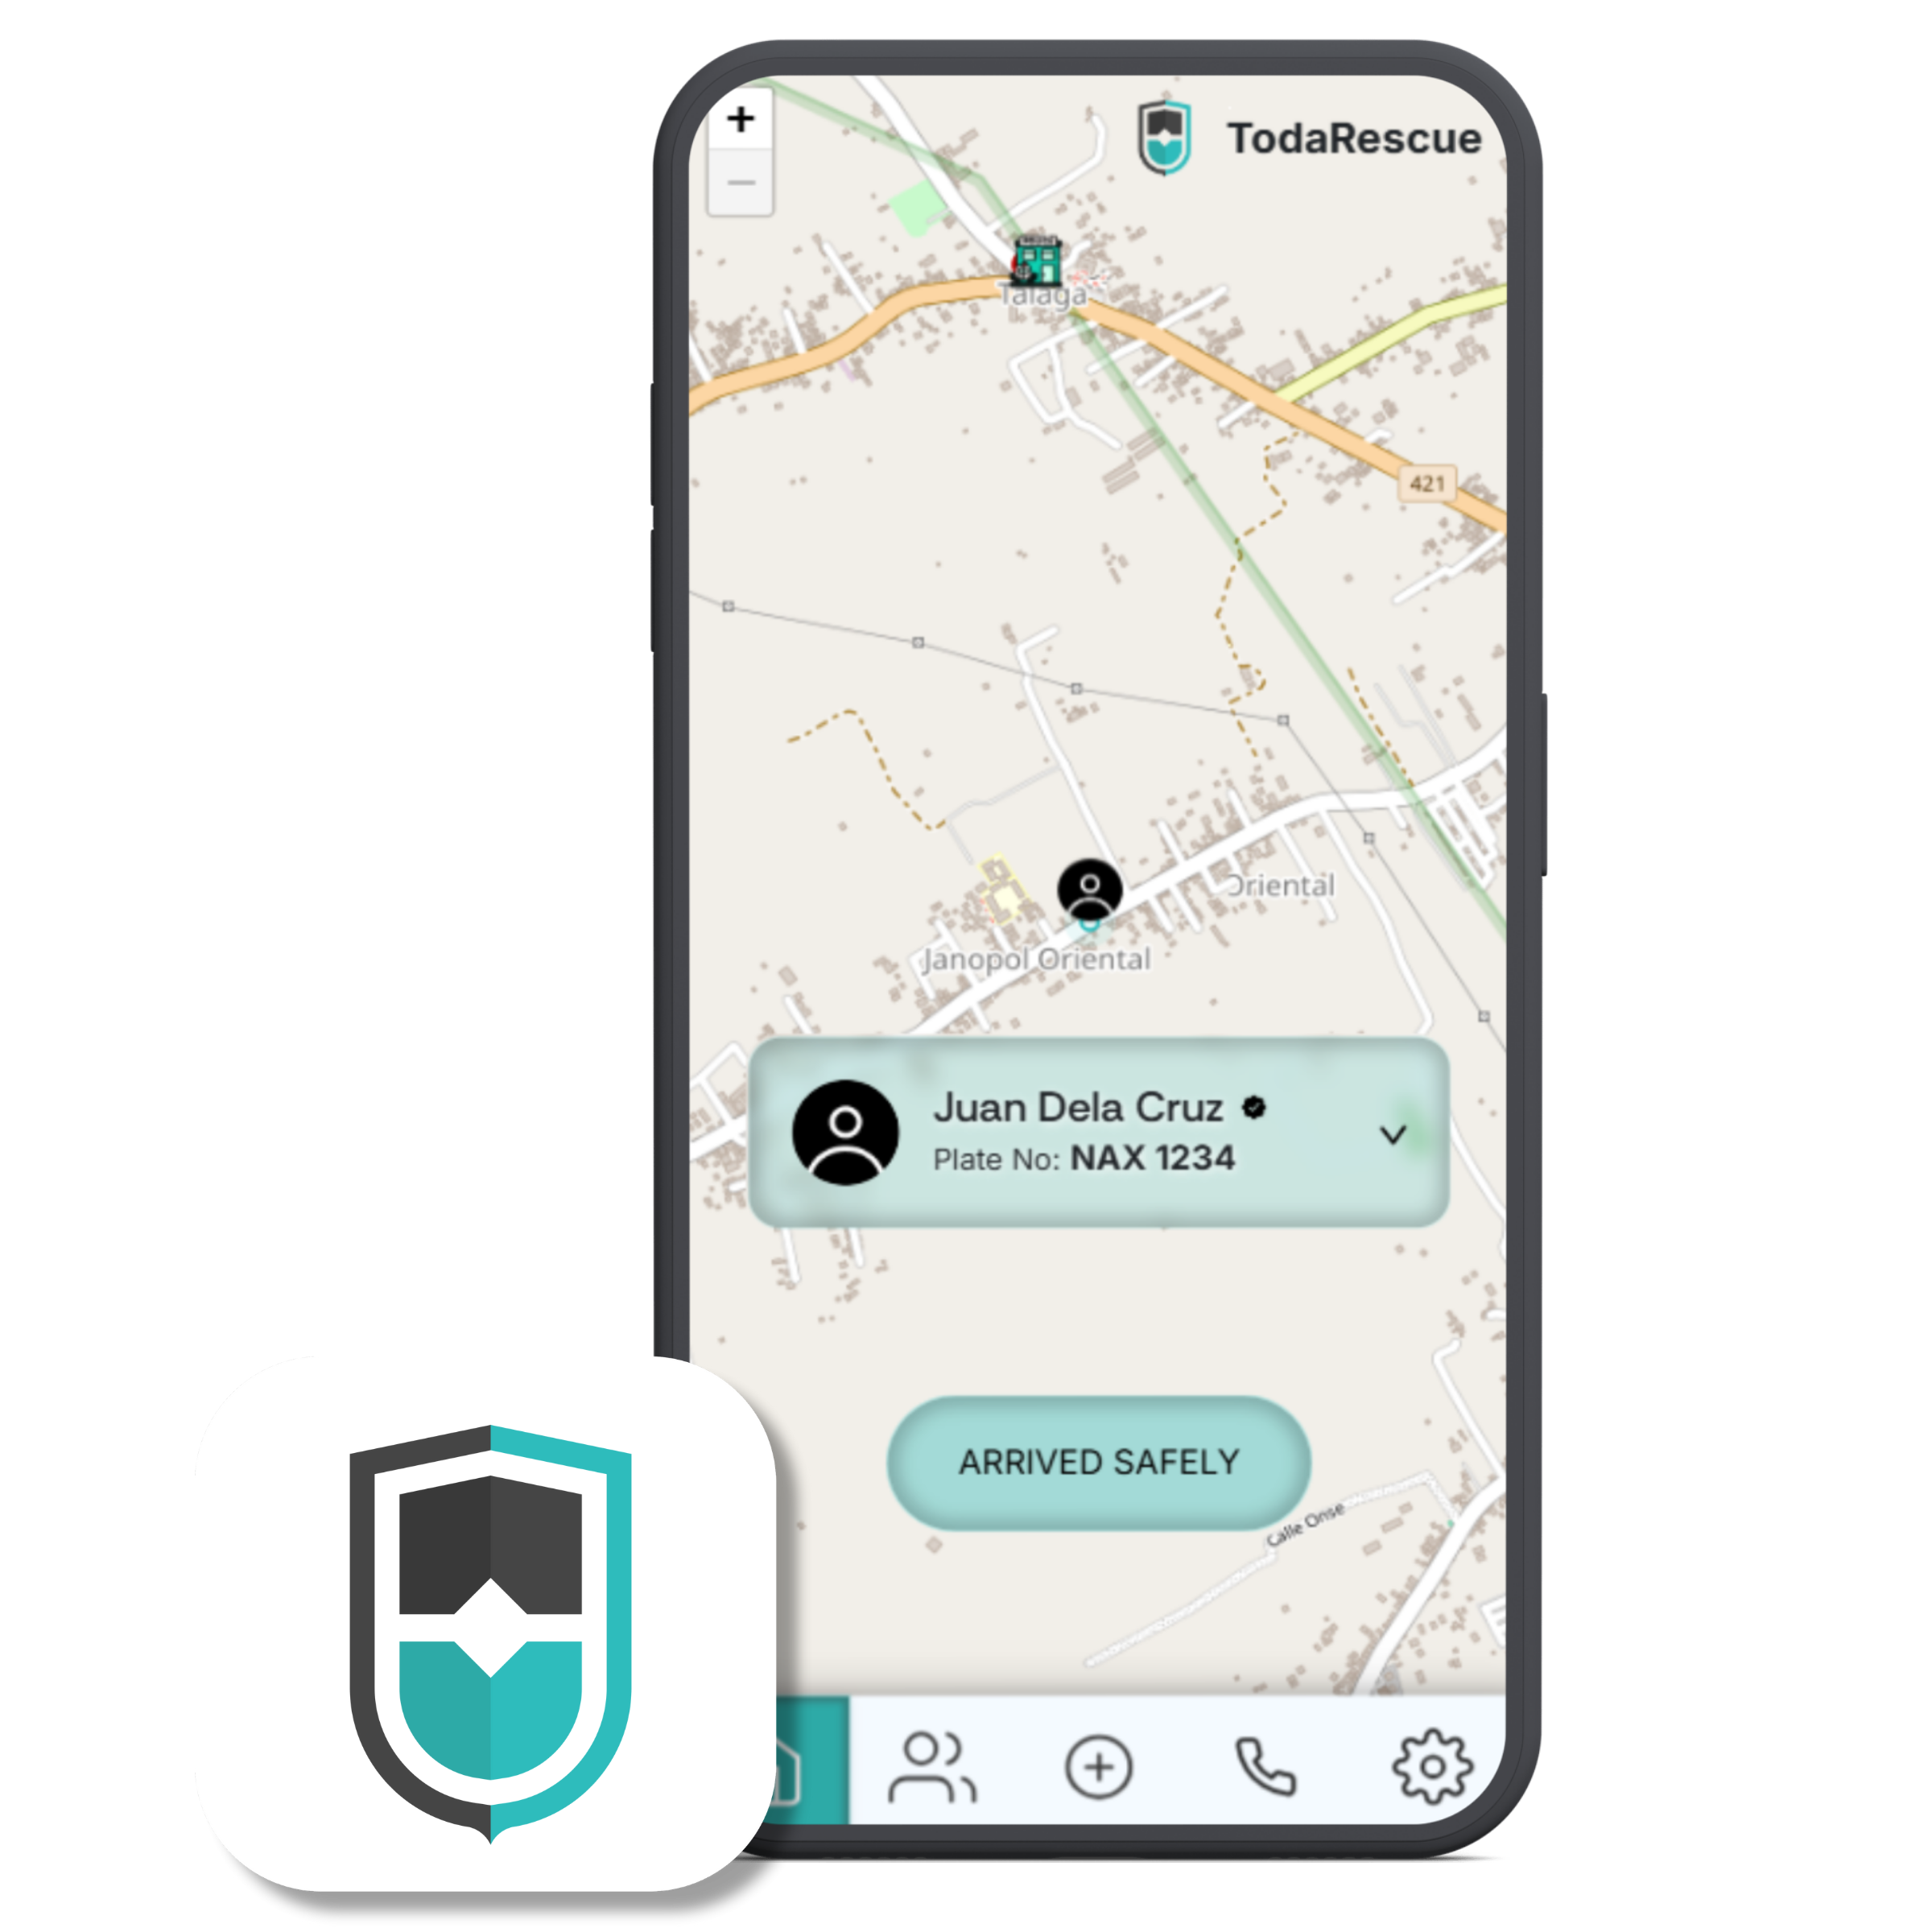 +
TodaRescue
−
Talaga
421
Oriental
Janopol Oriental
Juan Dela Cruz
Plate No: NAX 1234
ARRIVED SAFELY
Calle Onse